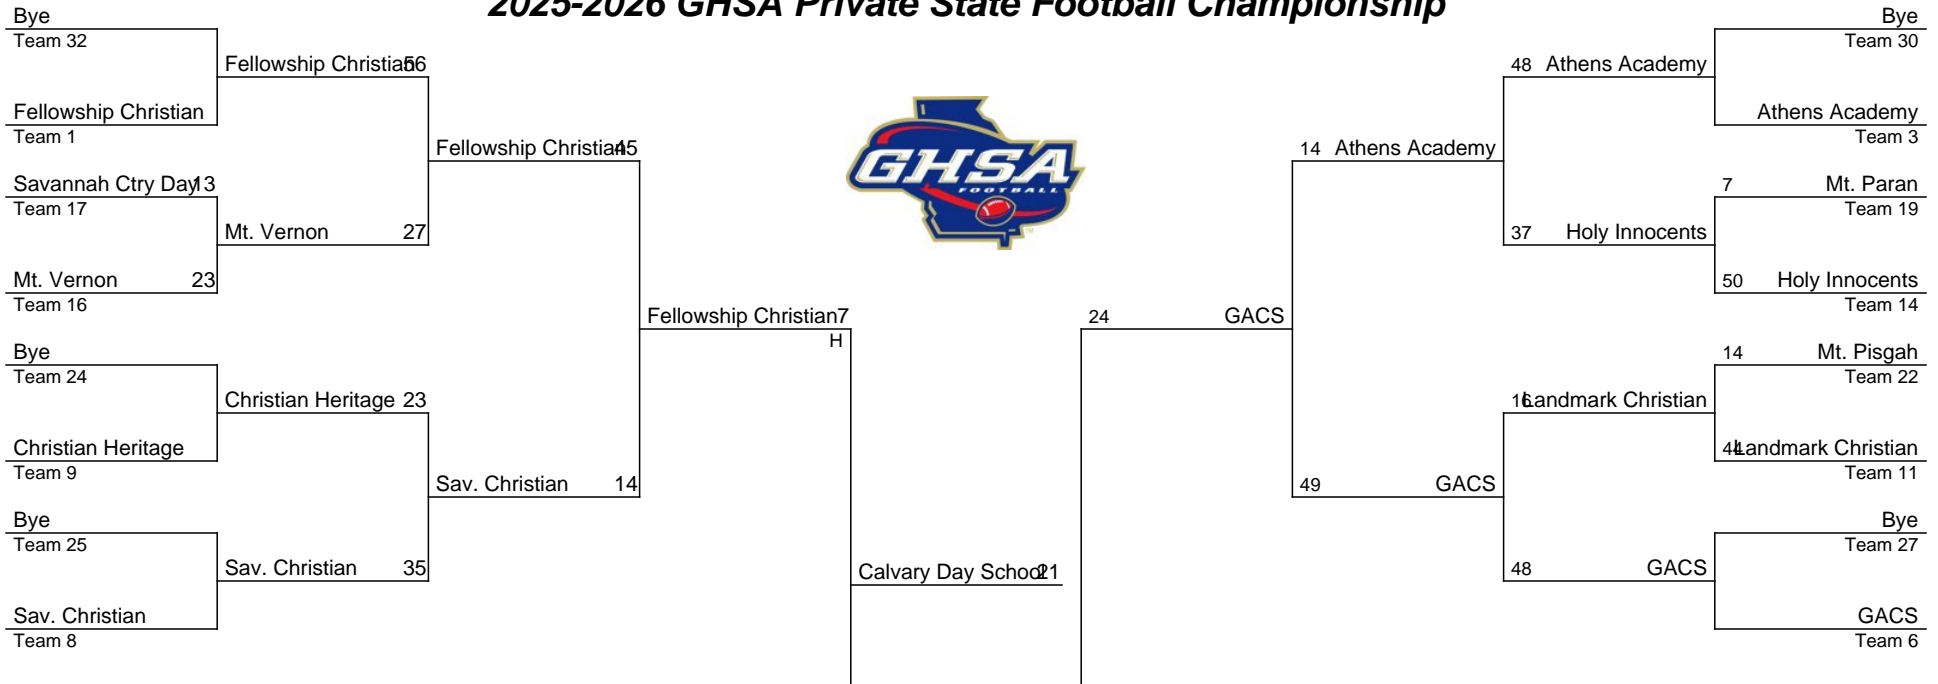 2025-2026 GHSA Private State Football Championship
Bye
Team 32
Fellowship Christian 56
Fellowship Christian
Team 1
Fellowship Christian 45
Savannah Ctry Day 13
Team 17
Mt. Vernon 27
Mt. Vernon 23
Team 16
Fellowship Christian 7
H
Bye
Team 24
Christian Heritage 23
Christian Heritage
Team 9
Sav. Christian 14
Bye
Team 25
Sav. Christian 35
Sav. Christian
Team 8
GHSA
FOOTBALL
TM
Calvary Day School 21
Bye
Team 30
48 Athens Academy
Athens Academy
Team 3
14 Athens Academy
7 Mt. Paran
Team 19
37 Holy Innocents
50 Holy Innocents
Team 14
24 GACS
14 Mt. Pisgah
Team 22
16 Landmark Christian
44 Landmark Christian
Team 11
49 GACS
Bye
Team 27
48 GACS
GACS
Team 6